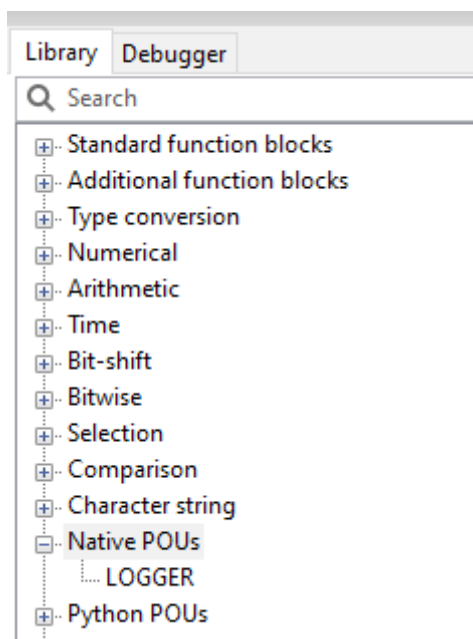 Library Debugger
Search
Standard function blocks
Additional function blocks
Type conversion
Numerical
Arithmetic
Time
Bit-shift
Bitwise
Selection
Comparison
Character string
Native POUs
LOGGER
Python POUs